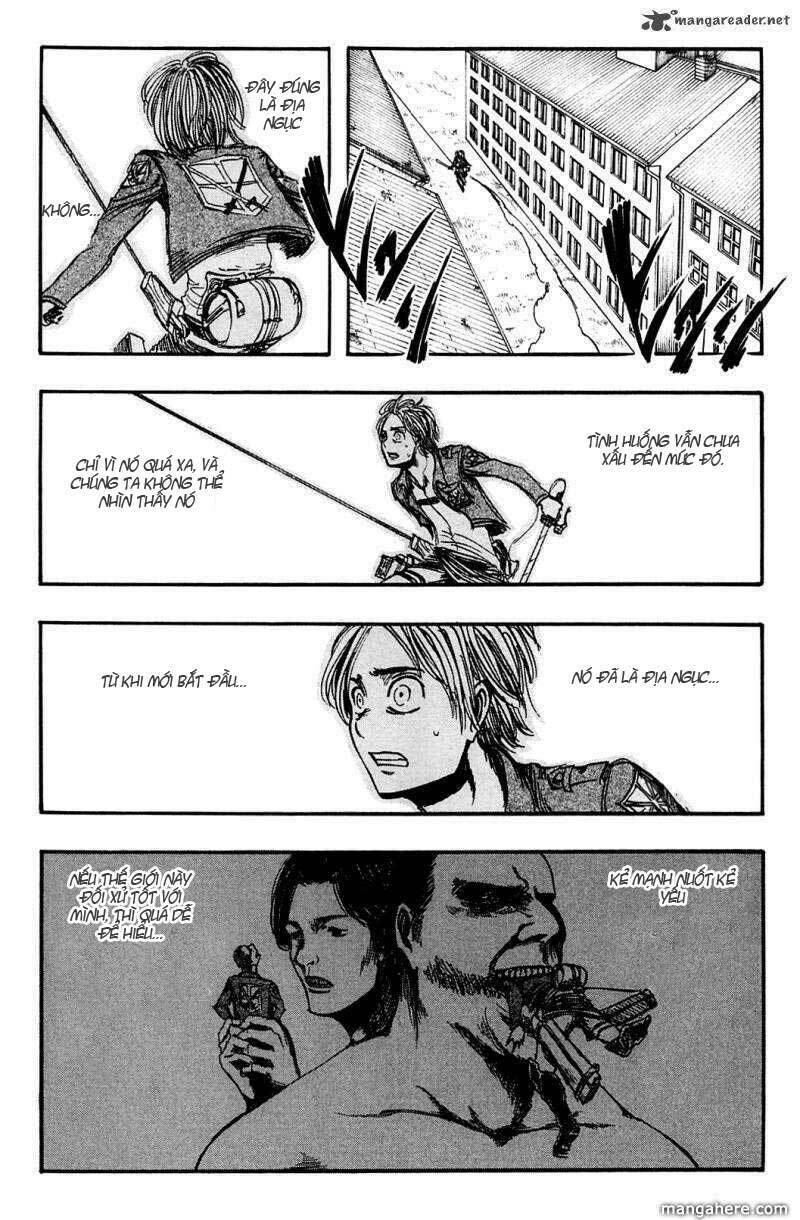 mangareader.net
ĐÂY ĐÚNG
LÀ ĐỊA
NGỤC
KHÔNG...
TÌNH HUỐNG VẪN CHƯA
XẤU ĐẾN MỨC ĐÓ.
CHỈ VÌ NÓ QUÁ XA, VÀ
CHÚNG TA KHÔNG THỂ
NHÌN THẤY NÓ
TỪ KHI MỚI BẮT ĐẦU...
NÓ ĐÃ LÀ ĐỊA NGỤC...
NẾU THẾ GIỚI NÀY
ĐỐI XỬ TỐT VỚI
MÌNH, THÌ QUÁ DỄ
ĐỂ HIỂU...
KẺ MẠNH NUỐT KẺ
YẾU
mangahere.com